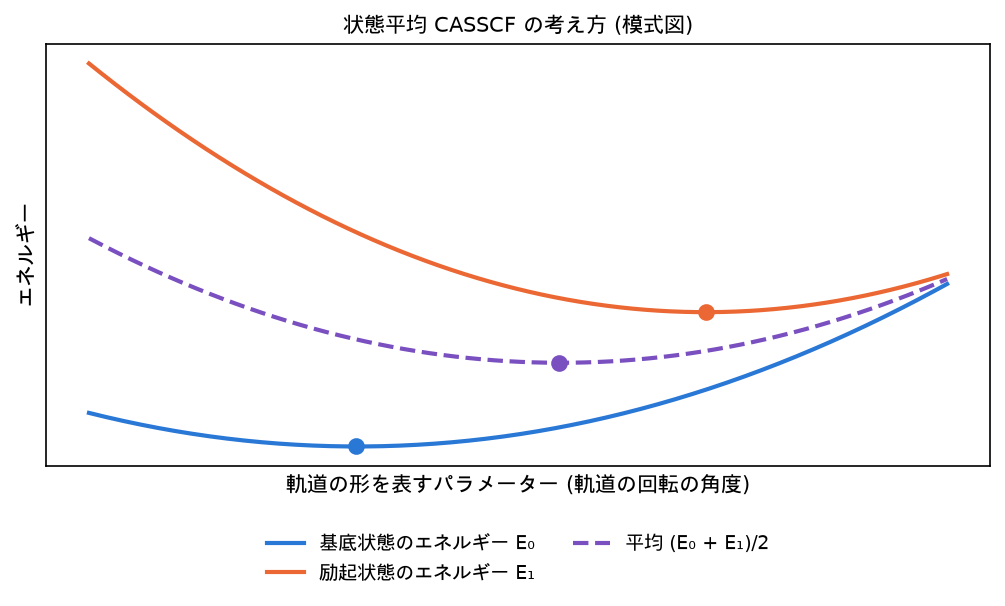 状態平均 CASSCF の考え方 (模式図)
エネルギー
軌道の形を表すパラメーター (軌道の回転の角度)
基底状態のエネルギー E₀
励起状態のエネルギー E₁
平均 (E₀ + E₁)/2